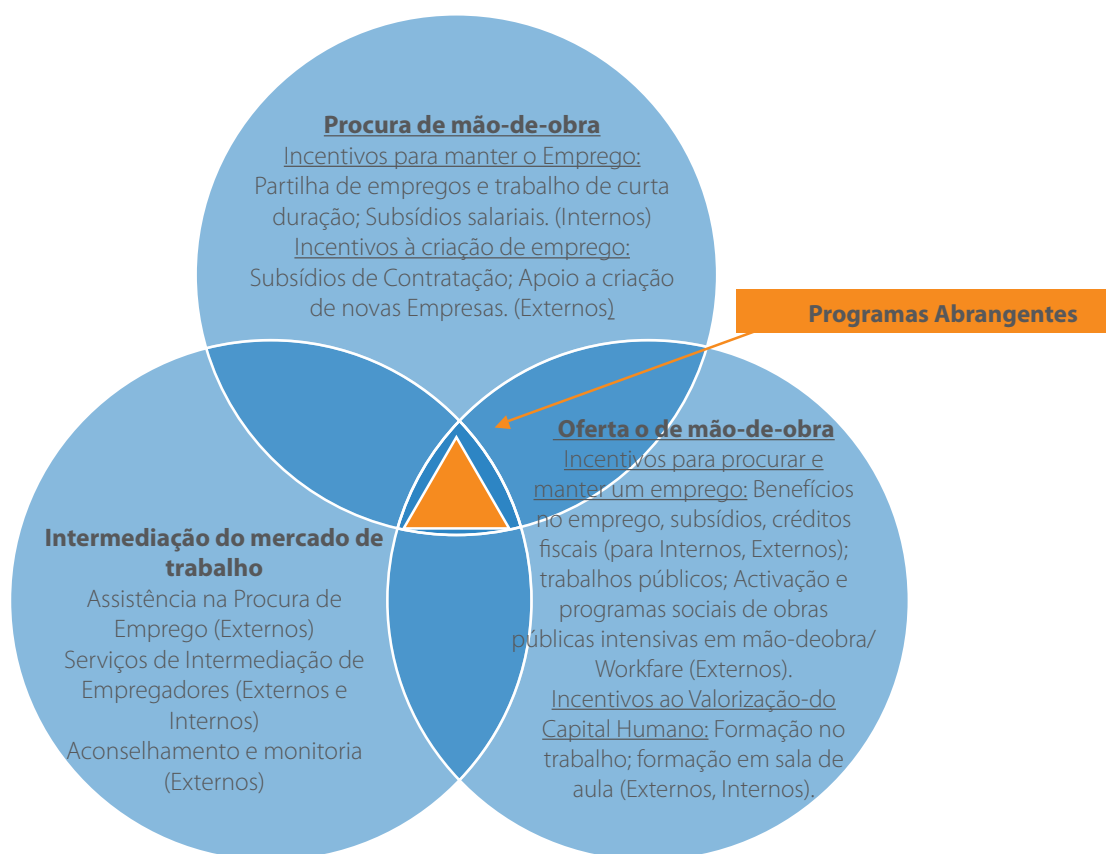 Procura de mão-de-obra
Incentivos para manter o Emprego:
Partilha de empregos e trabalho de curta
duração; Subsídios salariais. (Internos)
Incentivos à criação de emprego:
Subsídios de Contratação; Apoio a criação
de novas Empresas. (Externos)
Programas Abrangentes
Oferta o de mão-de-obra
Incentivos para procurar e
manter um emprego: Benefícios
no emprego, subsídios, créditos
fiscais (para Internos, Externos);
trabalhos públicos; Activação e
programas sociais de obras
públicas intensivas em mão-deobra/
Workfare (Externos).
Incentivos ao Valorização-do
Capital Humano: Formação no
trabalho; formação em sala de
aula (Externos, Internos).
Intermediação do mercado de
trabalho
Assistência na Procura de
Emprego (Externos)
Serviços de Intermediação de
Empregadores (Externos e
Internos)
Aconselhamento e monitoria
(Externos)